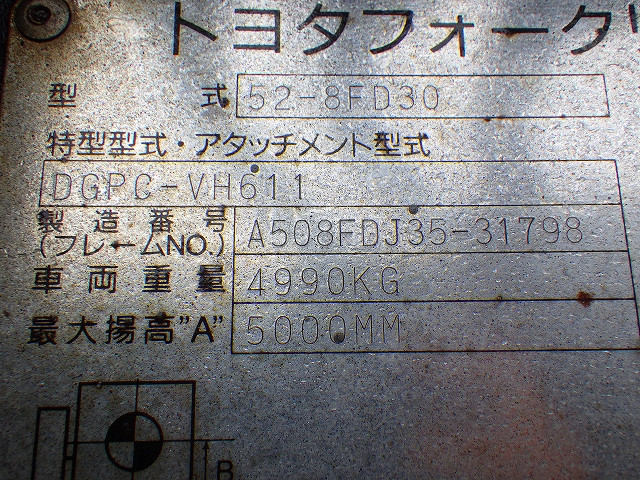 トヨタフォークリ
型式 52-8FD30
特型型式・アタッチメント型式
DGPC-VH611
製造番号
(フレームNO.) A508FDJ35-31798
車両重量 4990KG
最大揚高"A" 5000MM
B